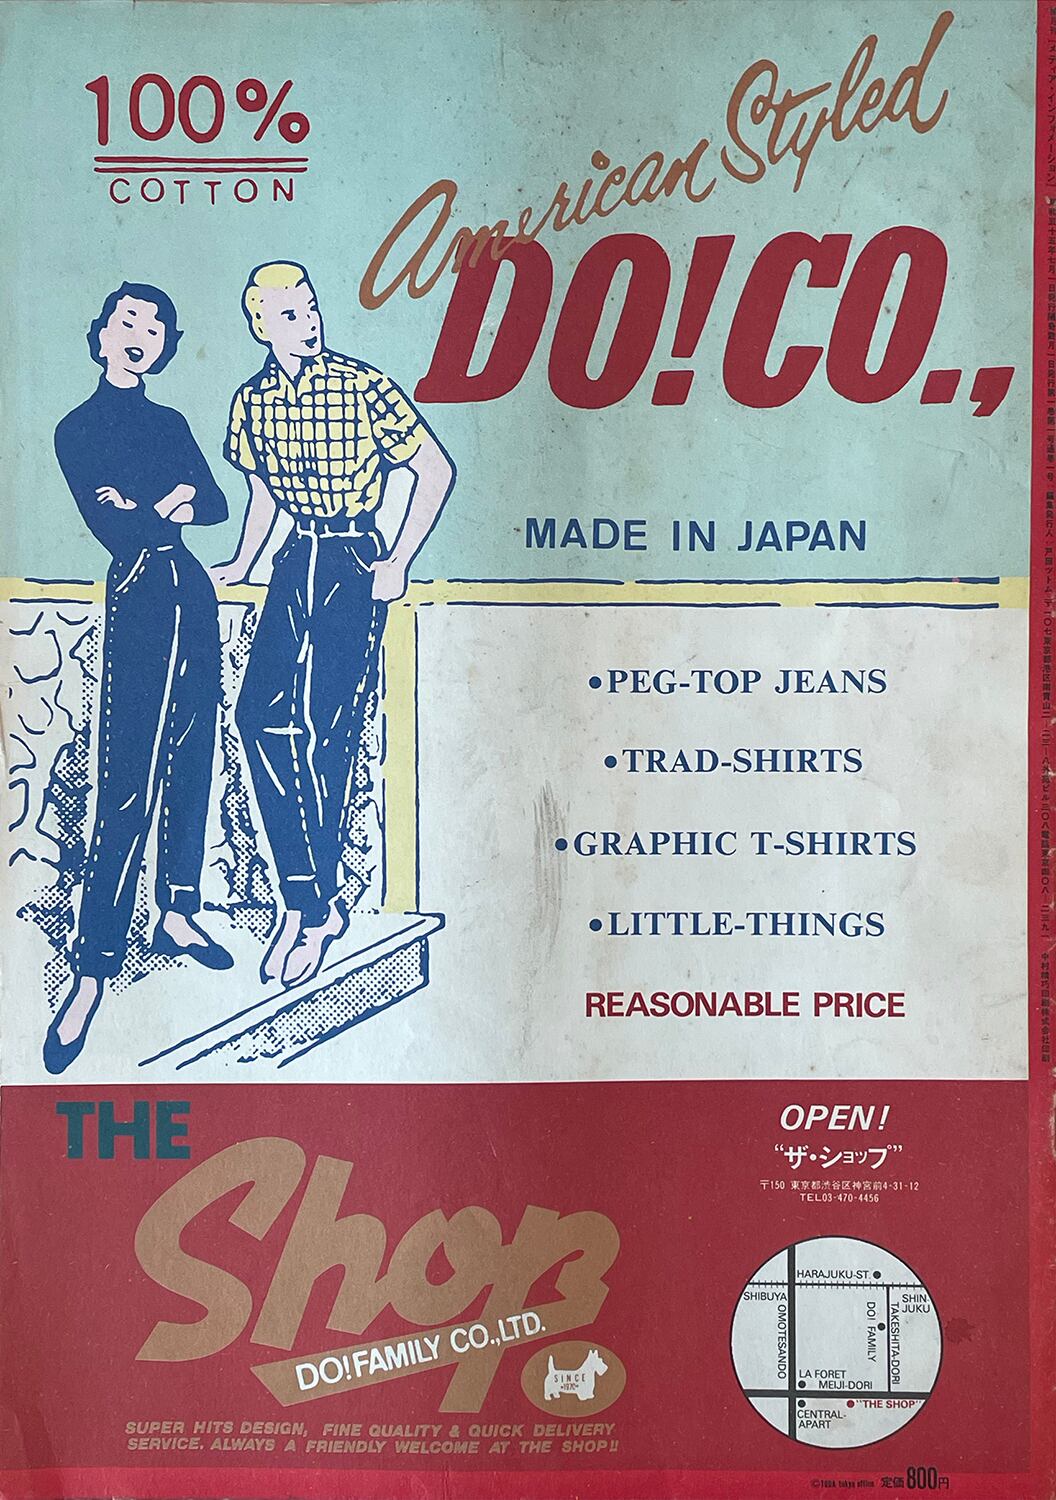 100%
COTTON
American Styled
DO!CO.,
MADE IN JAPAN
•PEG-TOP JEANS
•TRAD-SHIRTS
•GRAPHIC T-SHIRTS
•LITTLE-THINGS
REASONABLE PRICE
THE
Shop
DO!FAMILY CO.,LTD.
SINCE
•1970•
SUPER HITS DESIGN, FINE QUALITY & QUICK DELIVERY
SERVICE. ALWAYS A FRIENDLY WELCOME AT THE SHOP!!
OPEN!
“ザ・ショップ”
〒150 東京都渋谷区神宮前4-31-12
TEL03-470-4456
HARAJUKU-ST.
SHIBUYA
SHIN-
JUKU
OMOTESANDO
DO! FAMILY
TAKESHITA-DORI
LA FORET
MEIJI-DORI
CENTRAL-
APART
"THE SHOP"
定価800円